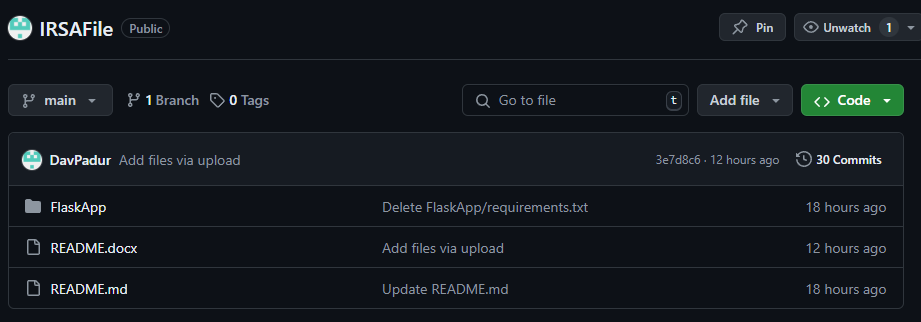 IRSAFile Public Pin Unwatch 1
main 1 Branch 0 Tags Go to file t Add file Code
DavPadur Add files via upload 3e7d8c6 · 12 hours ago 30 Commits
FlaskApp Delete FlaskApp/requirements.txt 18 hours ago
README.docx Add files via upload 12 hours ago
README.md Update README.md 18 hours ago